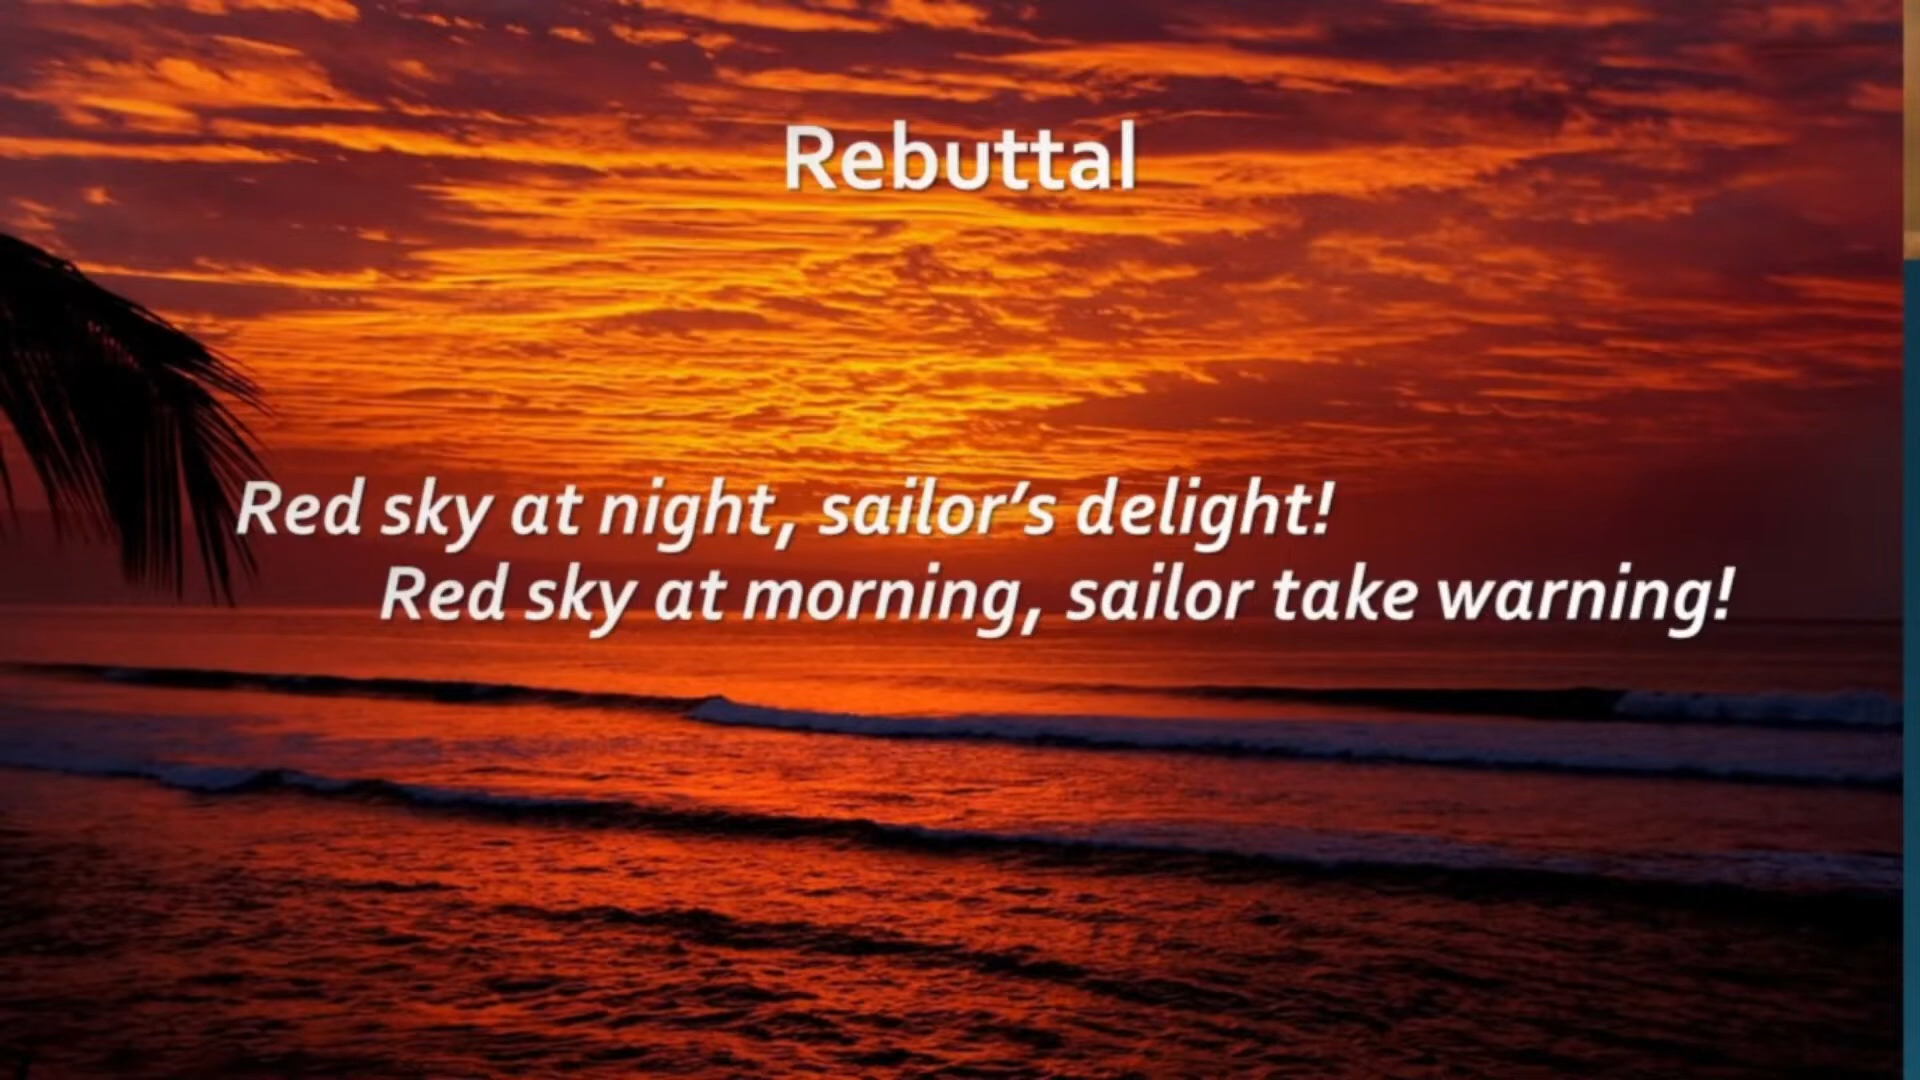 Rebuttal
Red sky at night, sailor’s delight!
Red sky at morning, sailor take warning!